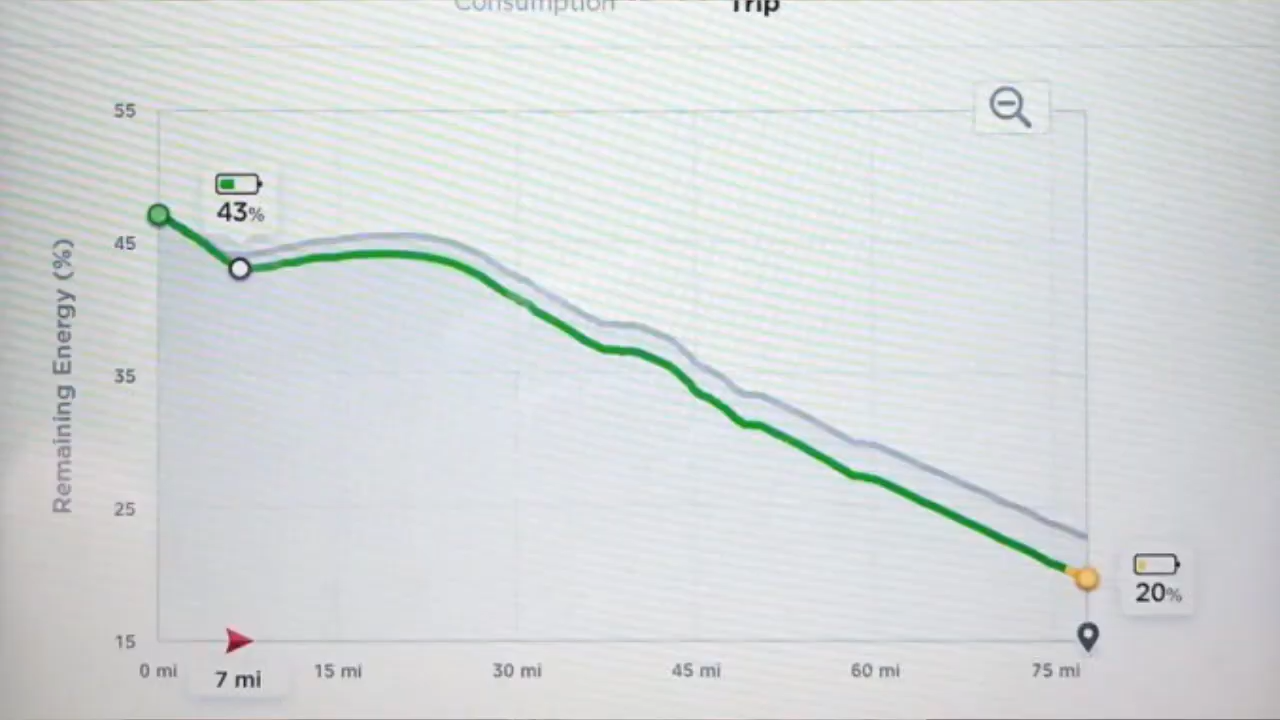 Consumption Trip
55
43%
45
35
25
15
Remaining Energy (%)
20%
0 mi 15 mi 30 mi 45 mi 60 mi 75 mi
7 mi